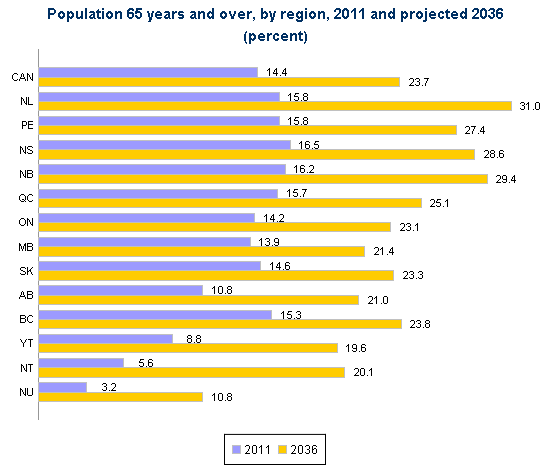 Population 65 years and over, by region, 2011 and projected 2036
(percent)
CAN 14.4 23.7
NL 15.8 31.0
PE 15.8 27.4
NS 16.5 28.6
NB 16.2 29.4
QC 15.7 25.1
ON 14.2 23.1
MB 13.9 21.4
SK 14.6 23.3
AB 10.8 21.0
BC 15.3 23.8
YT 8.8 19.6
NT 5.6 20.1
NU 3.2 10.8
2011 2036